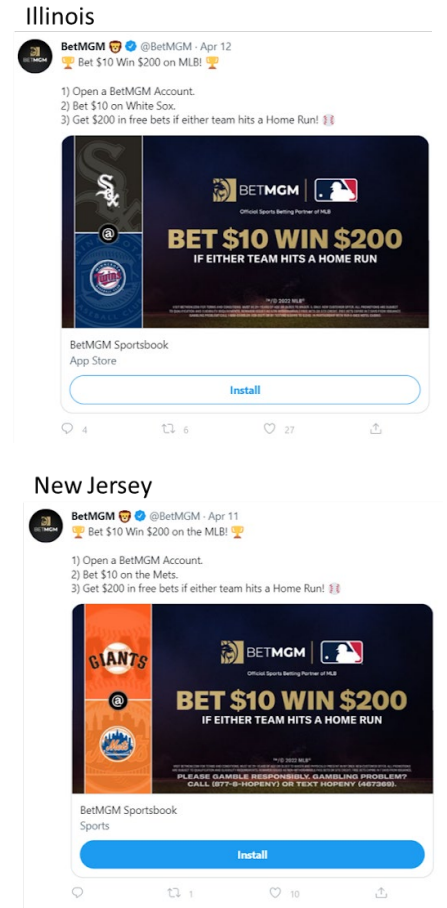 Illinois
BetMGM @BetMGM · Apr 12
🏆 Bet $10 Win $200 on MLB! 🏆
1) Open a BetMGM Account.
2) Bet $10 on White Sox.
3) Get $200 in free bets if either team hits a Home Run!
Sox
@
Twins
BETMGM
Official Sports Betting Partner of MLB
BET $10 WIN $200
IF EITHER TEAM HITS A HOME RUN
BetMGM Sportsbook
App Store
Install
4 6 27
New Jersey
BetMGM @BetMGM · Apr 11
🏆 Bet $10 Win $200 on the MLB! 🏆
1) Open a BetMGM Account.
2) Bet $10 on the Mets.
3) Get $200 in free bets if either team hits a Home Run!
GIANTS
@
Mets
BETMGM
Official Sports Betting Partner of MLB
BET $10 WIN $200
IF EITHER TEAM HITS A HOME RUN
PLEASE GAMBLE RESPONSIBLY. GAMBLING PROBLEM?
CALL (877-8-HOPENY) OR TEXT HOPENY (467369).
BetMGM Sportsbook
Sports
Install
1 10